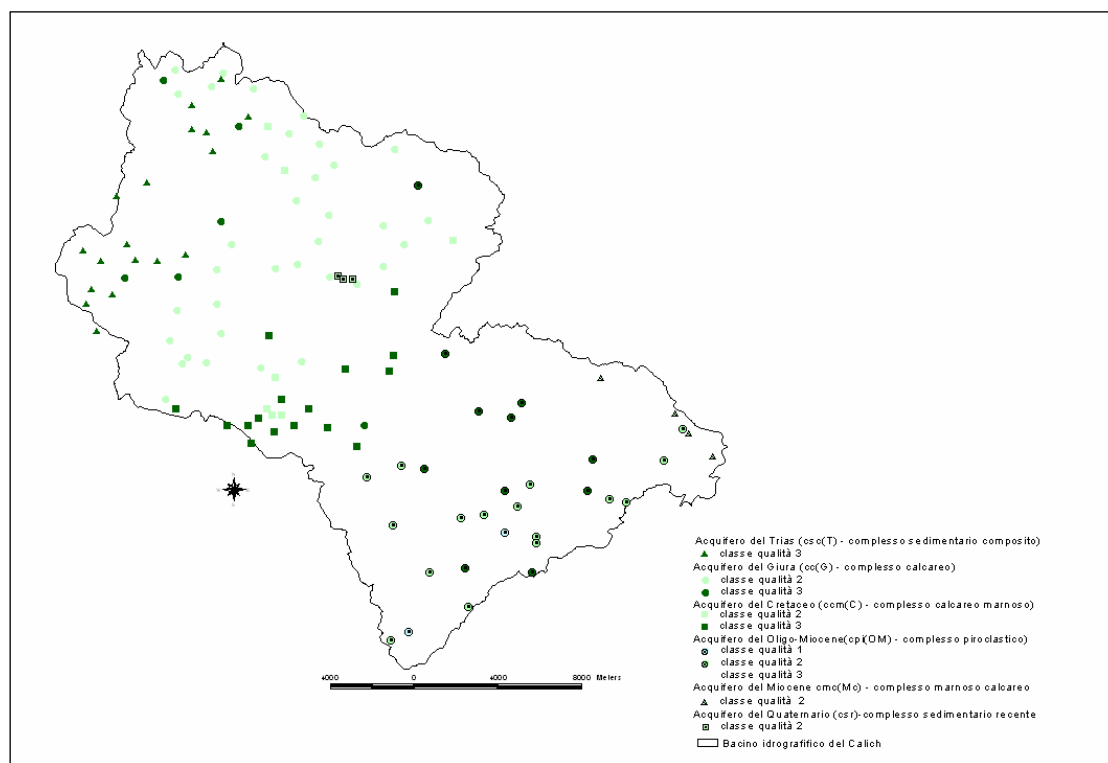 Acquifero del Trias (csc(T) - complesso sedimentario composito)
classe qualità 3
Acquifero del Giura (cc(G) - complesso calcareo)
classe qualità 2
classe qualità 3
Acquifero del Cretaceo (ccm(C) - complesso calcareo marnoso)
classe qualità 2
classe qualità 3
Acquifero del Oligo-Miocene(cpi(OM) - complesso piroclastico)
classe qualità 1
classe qualità 2
classe qualità 3
Acquifero del Miocene cmc(Mc) - complesso marnoso calcareo
classe qualità 2
Acquifero del Quaternario (csr)-complesso sedimentario recente
classe qualità 2
Bacino idrografifico del Calich
4000 0 4000 8000 Meters